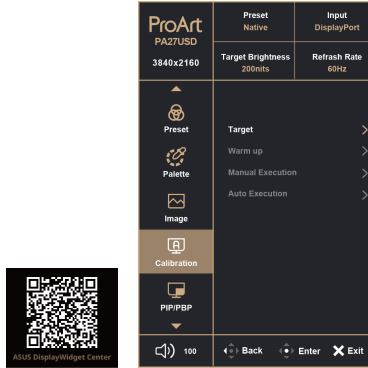 ProArt
PA27USD
3840x2160
Preset
Native
Input
DisplayPort
Target Brightness
200nits
Refresh Rate
60Hz
Preset
Palette
Image
Calibration
PIP/PBP
Target
Warm up
Manual Execution
Auto Execution
100
Back
Enter
Exit
ASUS DisplayWidget Center